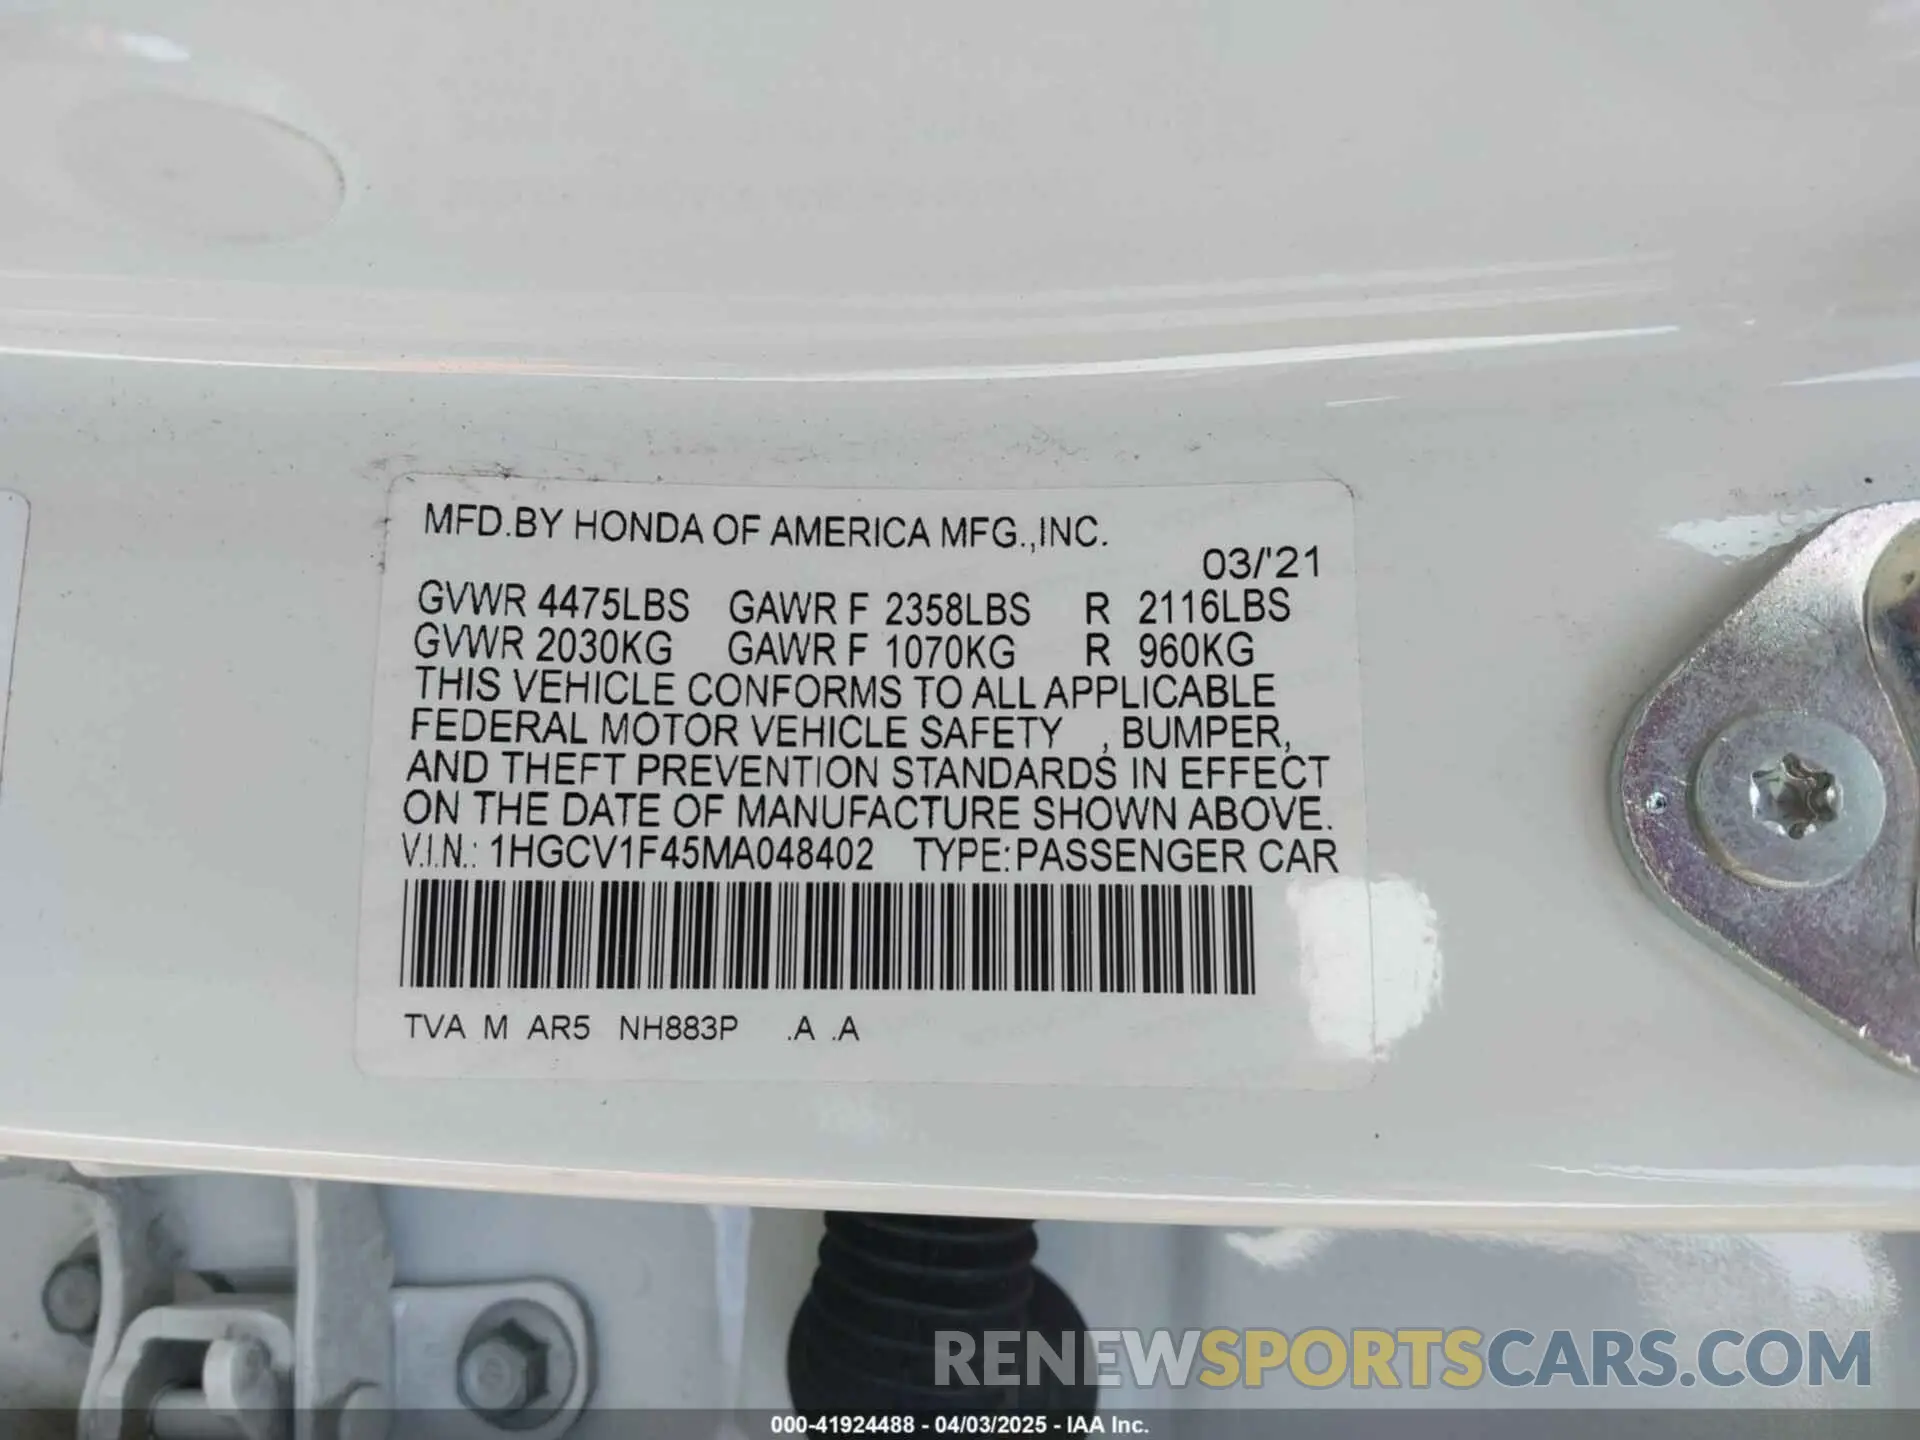 MFD.BY HONDA OF AMERICA MFG.,INC.
03/'21
GVWR 4475LBS GAWR F 2358LBS R 2116LBS
GVWR 2030KG GAWR F 1070KG R 960KG
THIS VEHICLE CONFORMS TO ALL APPLICABLE
FEDERAL MOTOR VEHICLE SAFETY , BUMPER,
AND THEFT PREVENTION STANDARDS IN EFFECT
ON THE DATE OF MANUFACTURE SHOWN ABOVE.
V.I.N.: 1HGCV1F45MA048402 TYPE:PASSENGER CAR
TVA M AR5 NH883P .A .A
RENEWSPORTSCARS.COM
000-41924488 - 04/03/2025 - IAA Inc.